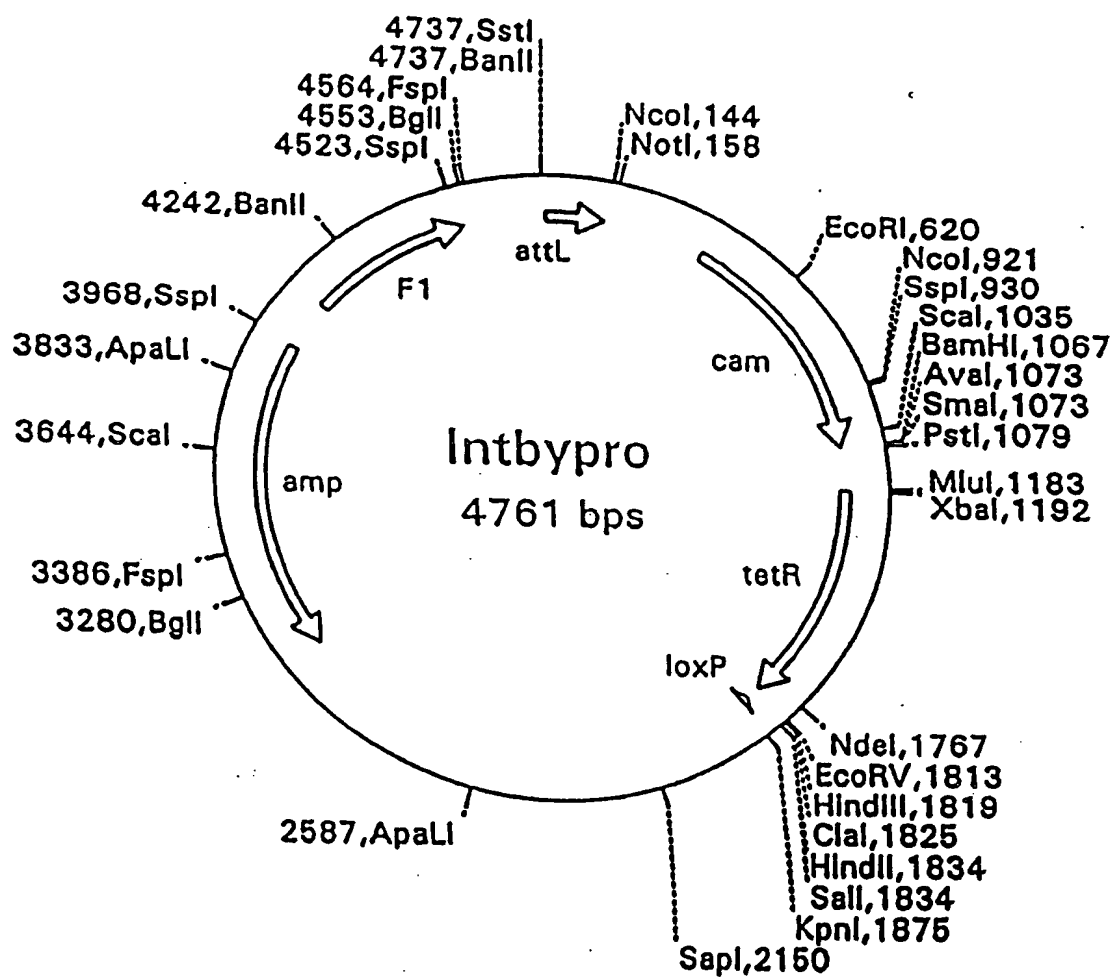 4737,SstI
4737,BanII
4564,FspI
4553,BglI
4523,SspI
4242,BanII
3968,SspI
3833,ApaLI
3644,ScaI
3386,FspI
3280,BglI
2587,ApaLI
NcoI,144
NotI,158
EcoRI,620
NcoI,921
SspI,930
ScaI,1035
BamHI,1067
AvaI,1073
SmaI,1073
PstI,1079
MluI,1183
XbaI,1192
NdeI,1767
EcoRV,1813
HindIII,1819
ClaI,1825
HindII,1834
SalI,1834
KpnI,1875
SapI,2150
attL
F1
cam
amp
tetR
loxP
Intbypro
4761 bps